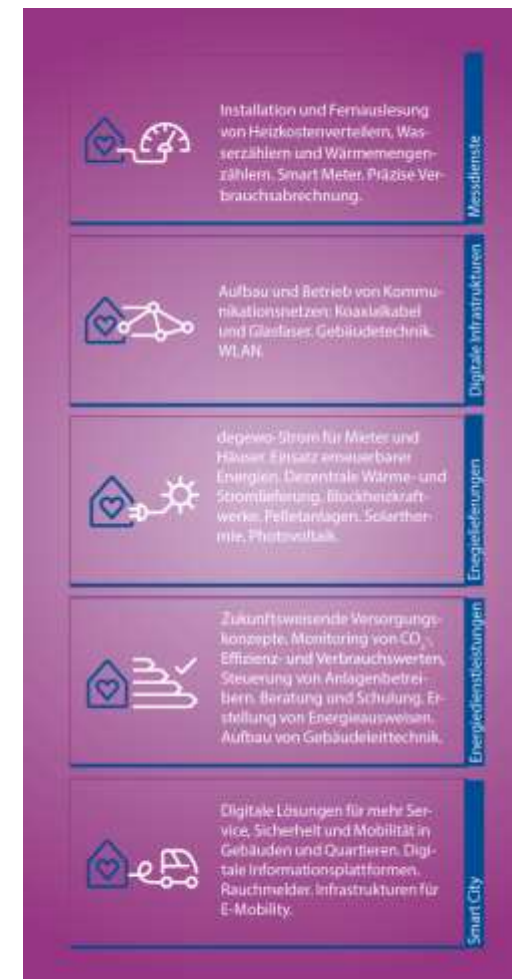 Installation und Fernauslesung
von Heizkostenverteilern, Was-
serzählern und Wärmemengen-
zählern. Smart Meter. Präzise Ver-
brauchsabrechnung.
Messdienste
Aufbau und Betrieb von Kommu-
nikationsnetzen: Koaxialkabel
und Glasfaser. Gebäudetechnik.
WLAN.
Digitale Infrastrukturen
degewo-Strom für Mieter und
Häuser. Einsatz erneuerbarer
Energien. Dezentrale Wärme- und
Stromlieferung. Blockheizkraft-
werke. Pelletanlagen. Solarther-
mie. Photovoltaik.
Enegielieferungen
Zukunftsweisende Versorgungs-
konzepte. Monitoring von CO₂-,
Effizienz- und Verbrauchswerten,
Steuerung von Anlagenbetrei-
bern. Beratung und Schulung. Er-
stellung von Energieausweisen.
Aufbau von Gebäudeleittechnik.
Energiedienstleistungen
Digitale Lösungen für mehr Ser-
vice, Sicherheit und Mobilität in
Gebäuden und Quartieren. Digi-
tale Informationsplattformen.
Rauchmelder. Infrastrukturen für
E-Mobility.
Smart City